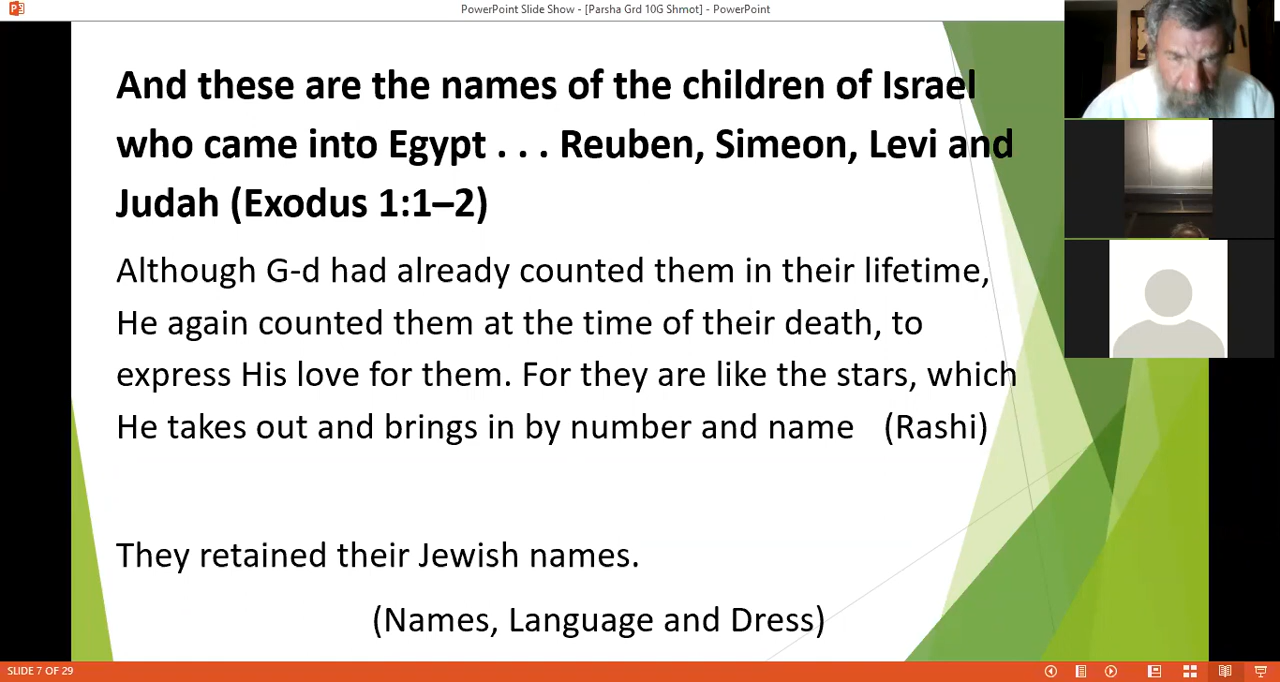 PowerPoint Slide Show - [Parsha Grd 10G Shmot] - PowerPoint
And these are the names of the children of Israel
who came into Egypt . . . Reuben, Simeon, Levi and
Judah (Exodus 1:1–2)
Although G-d had already counted them in their lifetime,
He again counted them at the time of their death, to
express His love for them. For they are like the stars, which
He takes out and brings in by number and name (Rashi)
They retained their Jewish names.
(Names, Language and Dress)
SLIDE 7 OF 29